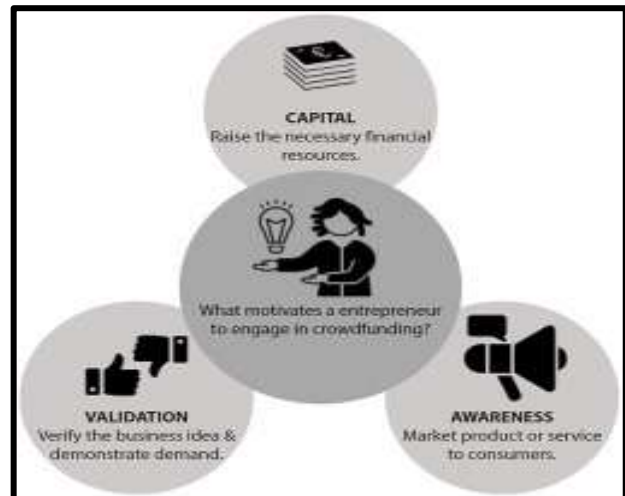 CAPITAL
Raise the necessary financial
resources.
What motivates a entrepreneur
to engage in crowdfunding?
VALIDATION
Verify the business idea &
demonstrate demand.
AWARENESS
Market product or service
to consumers.